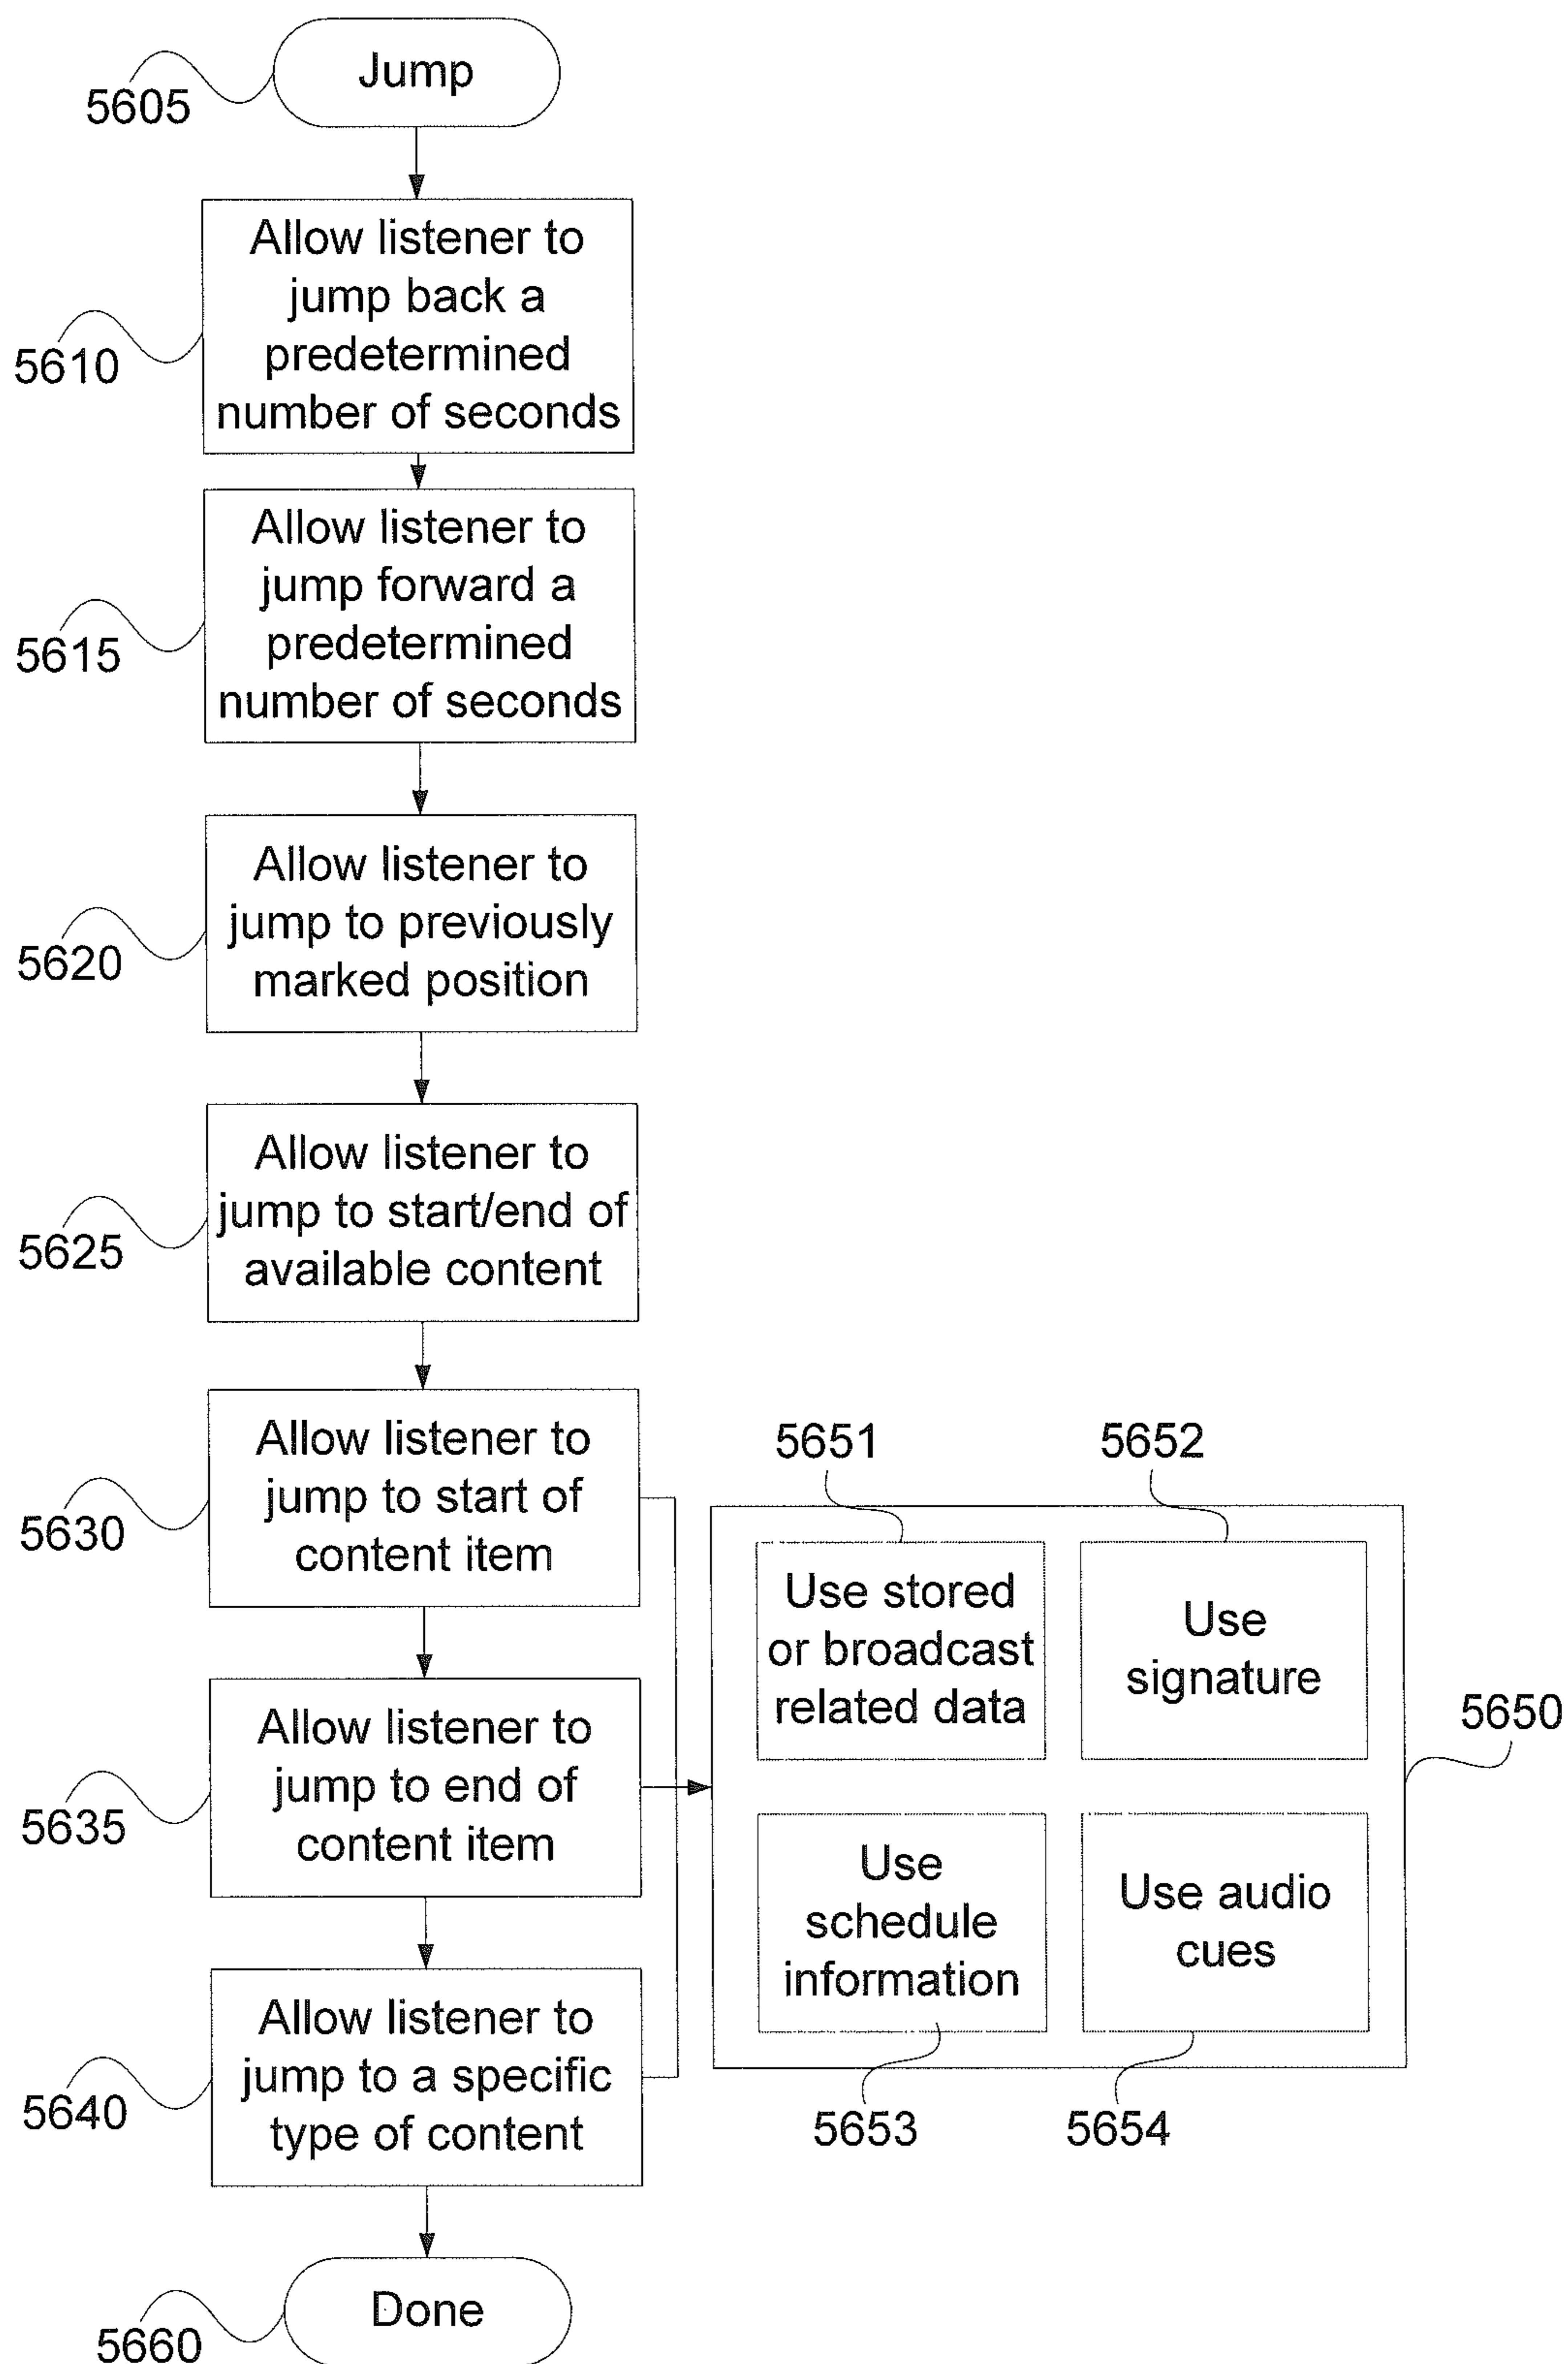 Jump
5605
Allow listener to
jump back a
predetermined
number of seconds
5610
Allow listener to
jump forward a
predetermined
number of seconds
5615
Allow listener to
jump to previously
marked position
5620
Allow listener to
jump to start/end of
available content
5625
Allow listener to
jump to start of
content item
5630
Allow listener to
jump to end of
content item
5635
Allow listener to
jump to a specific
type of content
5640
5651
Use stored
or broadcast
related data
5652
Use
signature
5650
Use
schedule
information
5653
Use audio
cues
5654
Done
5660